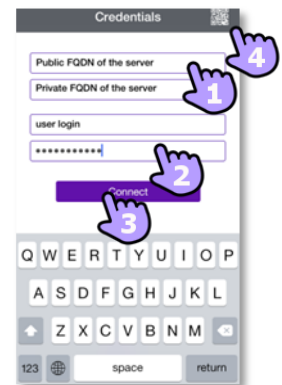 Credentials
4
Public FQDN of the server
1
Private FQDN of the server
user login
•••••••••••
2
Connect
3
Q W E R T Y U I O P
A S D F G H J K L
Z X C V B N M
123 space return